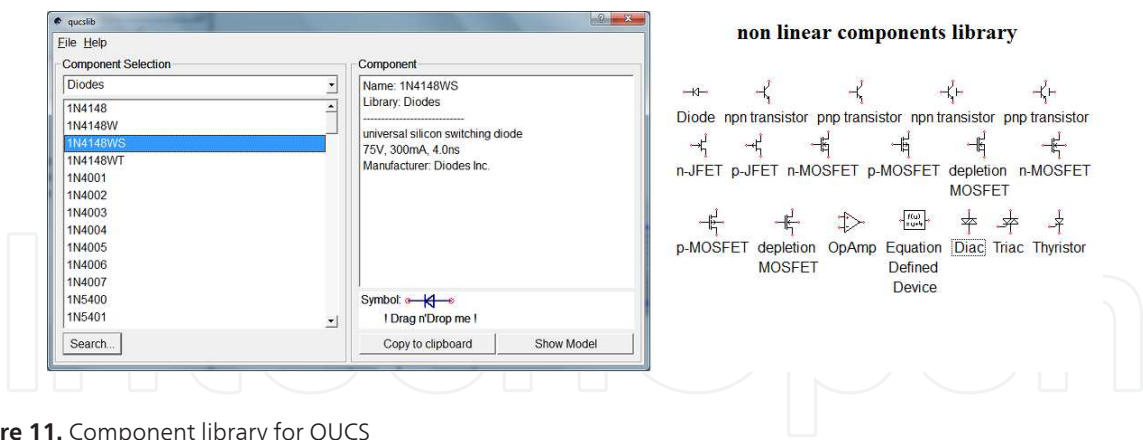 qucslib
File Help
Component Selection
Diodes
1N4148
1N4148W
1N4148WS
1N4148WT
1N4001
1N4002
1N4003
1N4004
1N4005
1N4006
1N4007
1N5400
1N5401
Search...
Component
Name: 1N4148WS
Library: Diodes
----------------------------
universal silicon switching diode
75V, 300mA, 4.0ns
Manufacturer: Diodes Inc.
Symbol:
! Drag n'Drop me !
Copy to clipboard Show Model
non linear components library
Diode npn transistor pnp transistor npn transistor pnp transistor
n-JFET p-JFET n-MOSFET p-MOSFET depletion n-MOSFET
MOSFET
p-MOSFET depletion OpAmp Equation Diac Triac Thyristor
MOSFET Defined
Device
re 11. Component library for QUCS